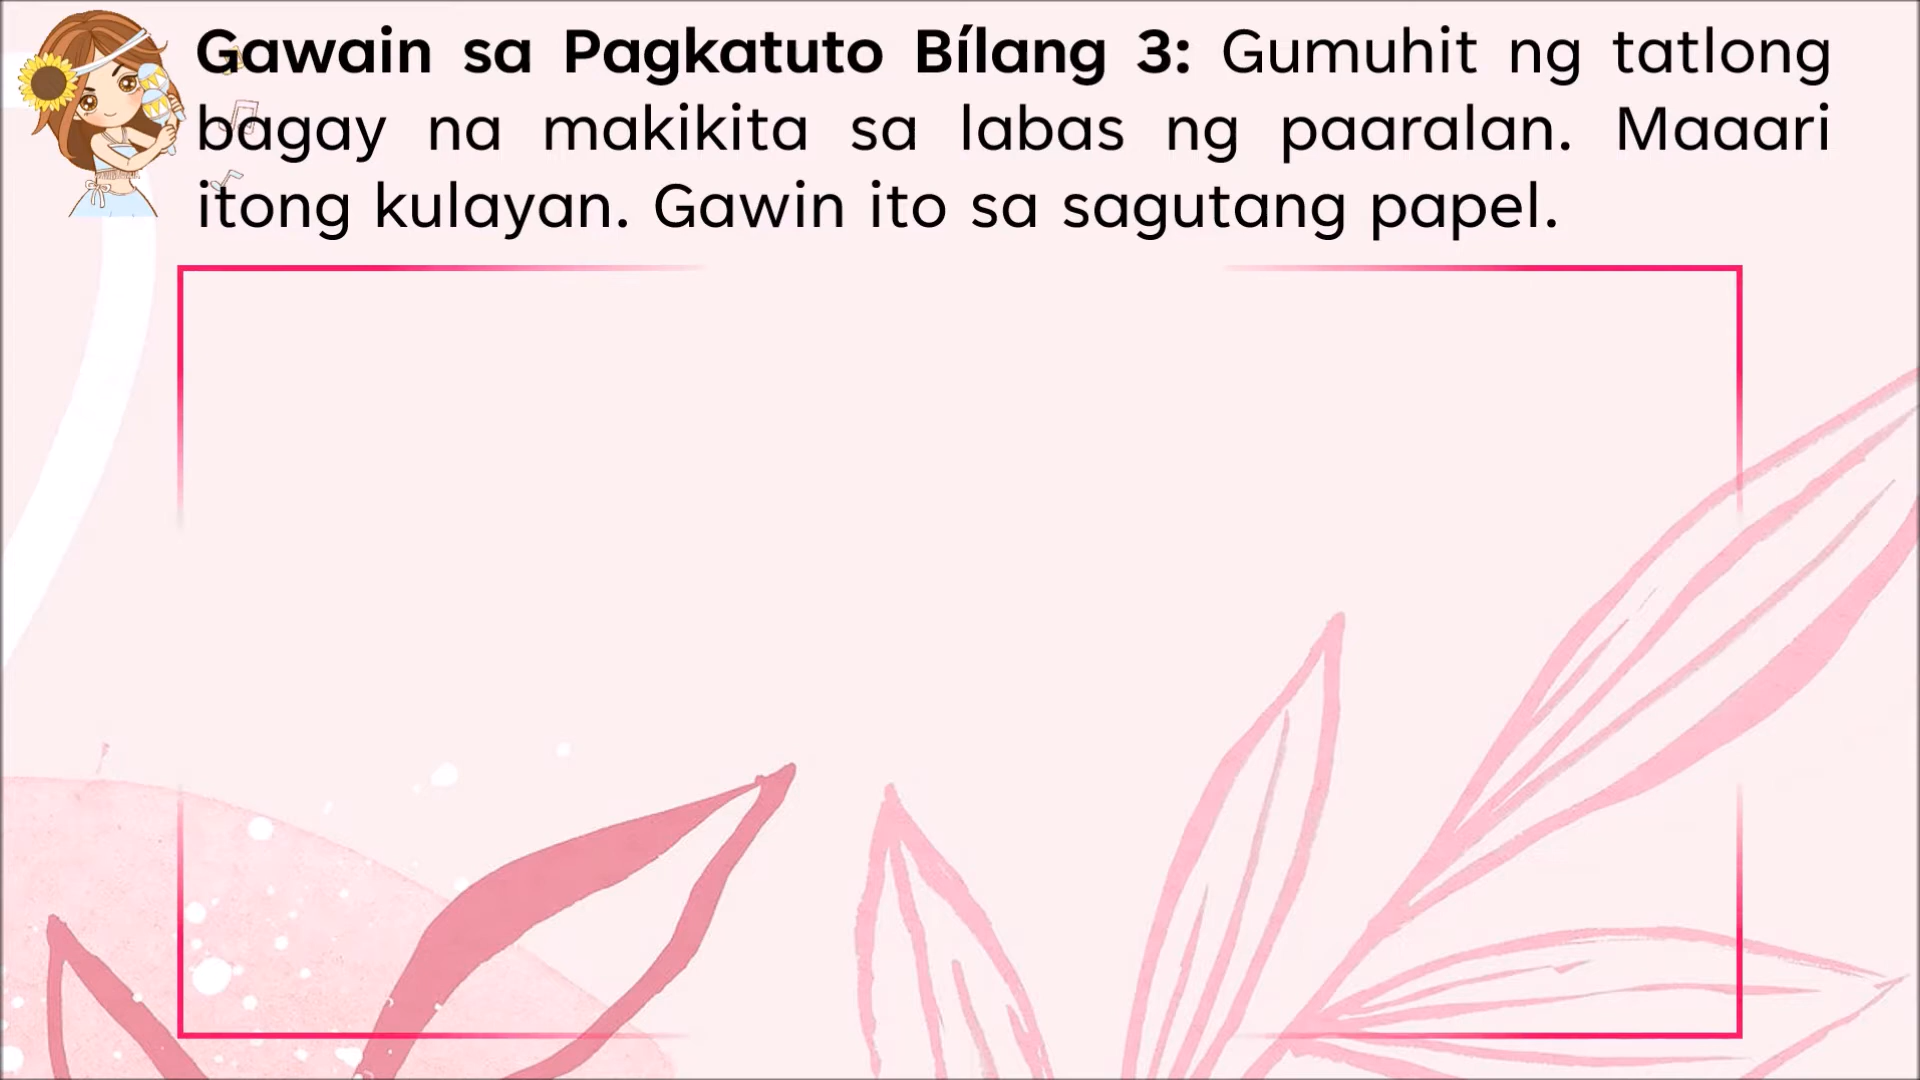 Gawain sa Pagkatuto Bílang 3: Gumuhit ng tatlong
bagay na makikita sa labas ng paaralan. Maaari
itong kulayan. Gawin ito sa sagutang papel.